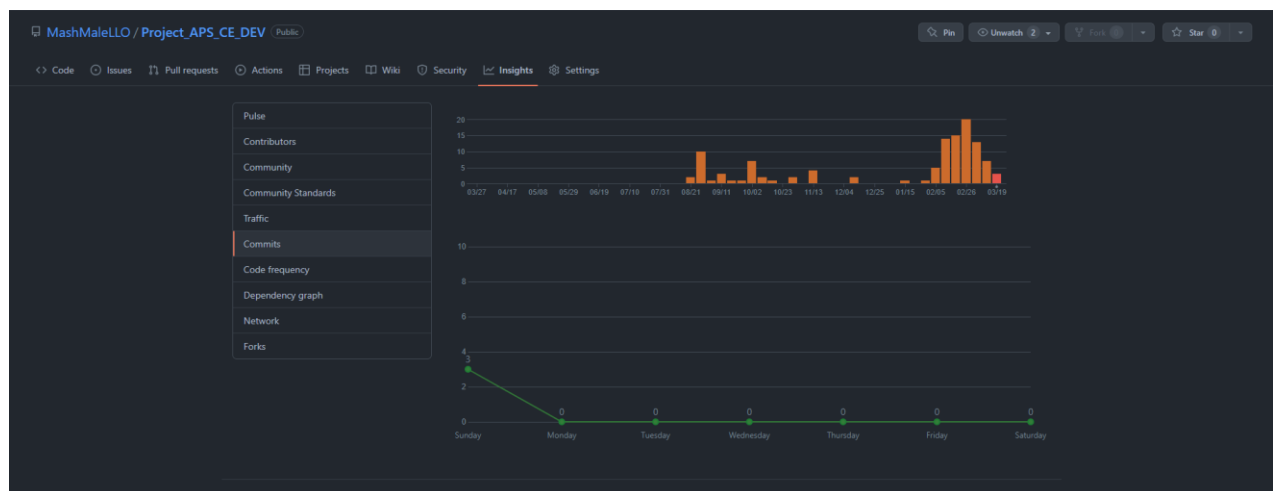 MashMaleLLO / Project_APS_CE_DEV Public
Pin Unwatch 2 Fork 0 Star 0
Code Issues Pull requests Actions Projects Wiki Security Insights Settings
Pulse
Contributors
Community
Community Standards
Traffic
Commits
Code frequency
Dependency graph
Network
Forks
20
15
10
5
0
03/27 04/17 05/08 05/29 06/19 07/10 07/31 08/21 09/11 10/02 10/23 11/13 12/04 12/25 01/15 02/05 02/26 03/19
10
8
6
4
3
2
0 0 0 0 0 0
0
Sunday Monday Tuesday Wednesday Thursday Friday Saturday